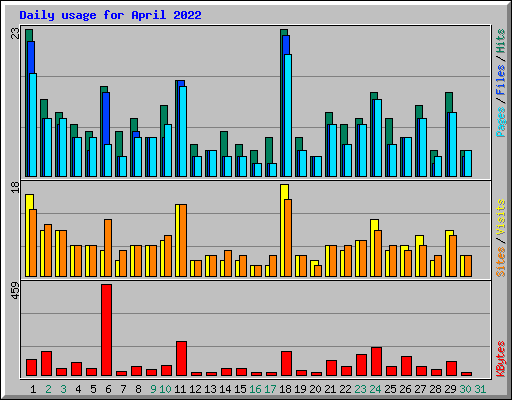 Daily usage for April 2022
23
Pages / Files / Hits
18
Sites / Visits
459
KBytes
1 2 3 4 5 6 7 8 9 10 11 12 13 14 15 16 17 18 19 20 21 22 23 24 25 26 27 28 29 30 31